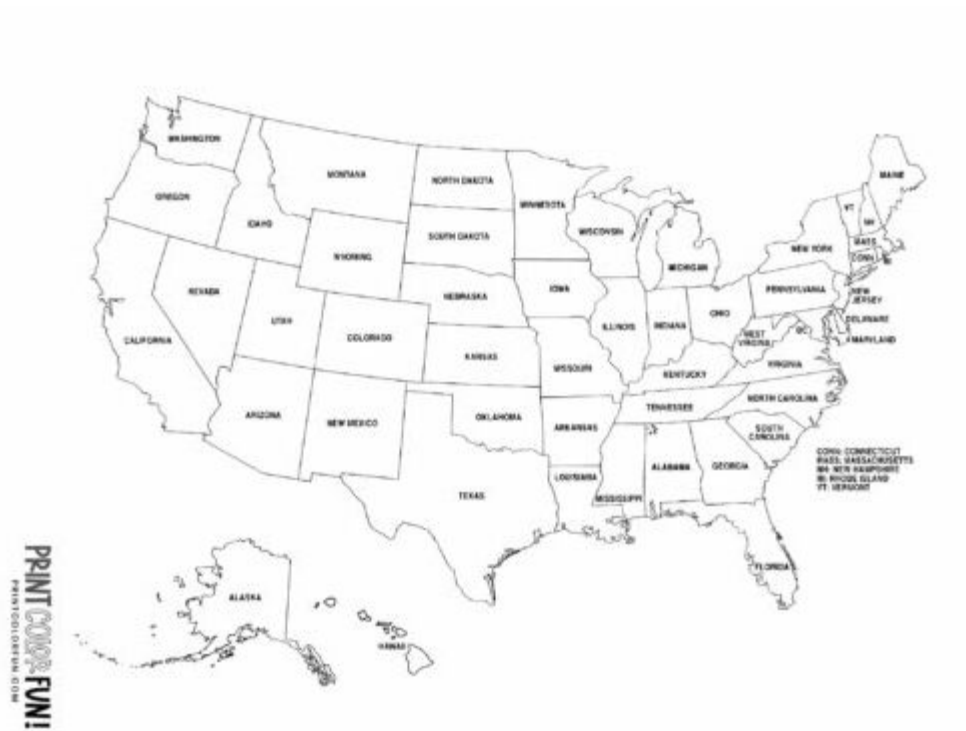 WASHINGTON
MONTANA
NORTH DAKOTA
MINNESOTA
MAINE
OREGON
IDAHO
WYOMING
SOUTH DAKOTA
WISCONSIN
MICHIGAN
NEW YORK
VT
NH
MASS
CONN
NEVADA
UTAH
COLORADO
NEBRASKA
IOWA
ILLINOIS
INDIANA
OHIO
PENNSYLVANIA
NEW
JERSEY
DELAWARE
MARYLAND
DC
CALIFORNIA
KANSAS
MISSOURI
KENTUCKY
WEST
VIRGINIA
VIRGINIA
ARIZONA
NEW MEXICO
OKLAHOMA
ARKANSAS
TENNESSEE
NORTH CAROLINA
SOUTH
CAROLINA
TEXAS
LOUISIANA
MISSISSIPPI
ALABAMA
GEORGIA
FLORIDA
CONN: CONNECTICUT
MASS: MASSACHUSETTS
NH: NEW HAMPSHIRE
RI: RHODE ISLAND
VT: VERMONT
ALASKA
HAWAII
PRINT COLOR FUN!
PRINTCOLORFUN.COM